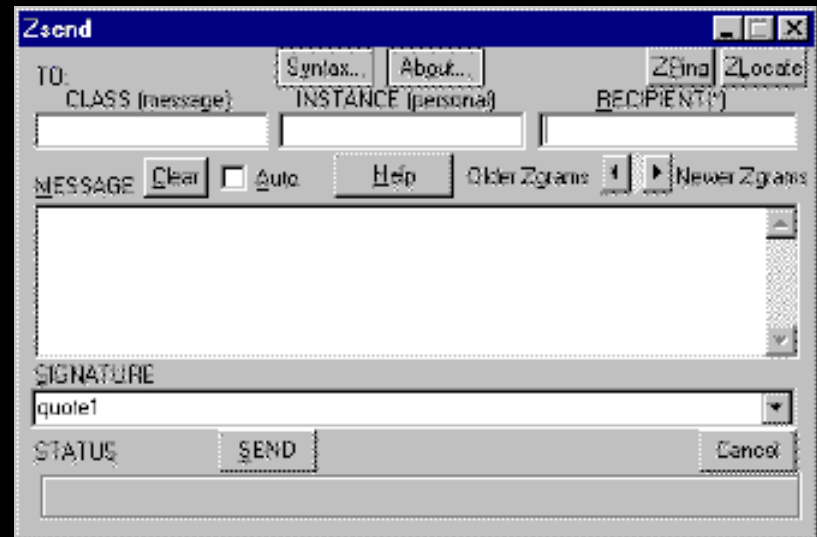 Zsend
TO: Syntax... About... ZPing ZLocate
CLASS (message) INSTANCE (personal) RECIPIENT(*)
MESSAGE Clear Auto Help Older Zgrams Newer Zgrams
SIGNATURE
quote1
STATUS SEND Cancel